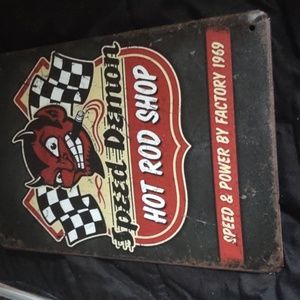 Speed Demon
HOT ROD SHOP
SPEED & POWER BY FACTORY 1969